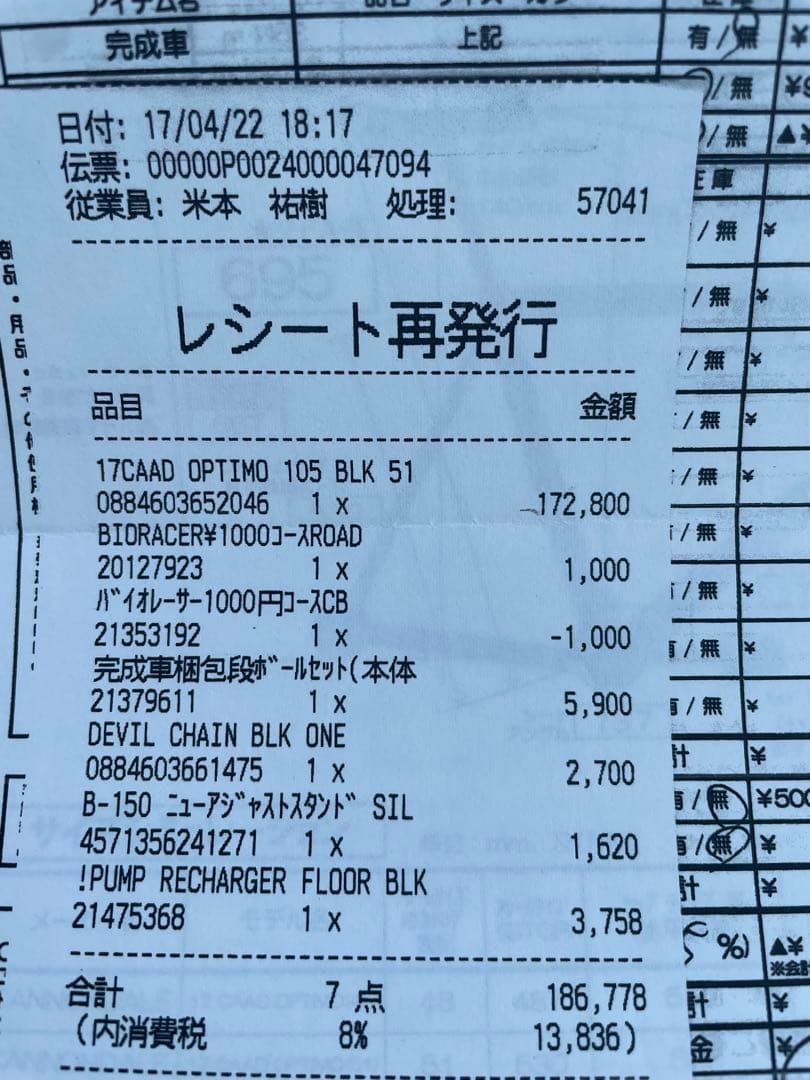 完成車 上記 有/無 ¥
日付: 17/04/22 18:17
伝票: 00000P0024000047094
従業員: 米本 祐樹 処理: 57041
レシート再発行
品目 金額
17CAAD OPTIMO 105 BLK 51
0884603652046 1 x 172,800
BIORACER¥1000ｺｰｽROAD
20127923 1 x 1,000
ﾊﾞｲｵﾚｰｻｰ1000円ｺｰｽCB
21353192 1 x -1,000
完成車梱包段ﾎﾞｰﾙｾｯﾄ(本体
21379611 1 x 5,900
DEVIL CHAIN BLK ONE
0884603661475 1 x 2,700
B-150 ﾆｭｰｱｼﾞｬｽﾄｽﾀﾝﾄﾞ SIL
4571356241271 1 x 1,620
!PUMP RECHARGER FLOOR BLK
21475368 1 x 3,758
合計 7 点 186,778
(内消費税 8% 13,836)